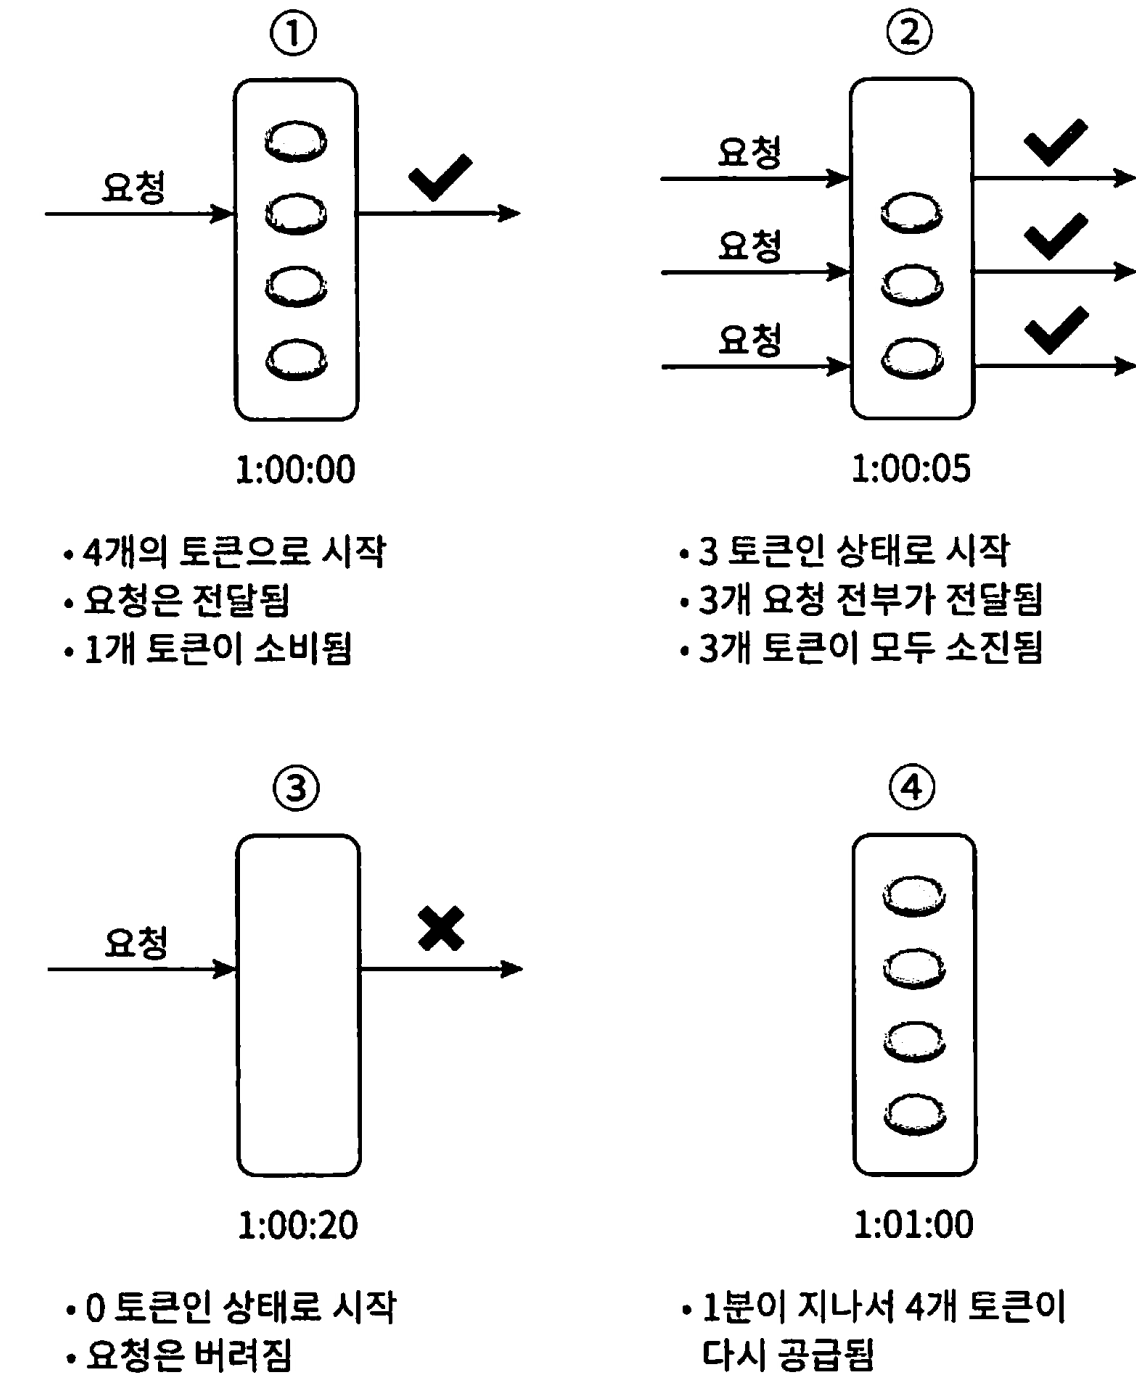 ①
요청
1:00:00
• 4개의 토큰으로 시작
• 요청은 전달됨
• 1개 토큰이 소비됨
②
요청
요청
요청
1:00:05
• 3 토큰인 상태로 시작
• 3개 요청 전부가 전달됨
• 3개 토큰이 모두 소진됨
③
요청
1:00:20
• 0 토큰인 상태로 시작
• 요청은 버려짐
④
1:01:00
• 1분이 지나서 4개 토큰이
다시 공급됨